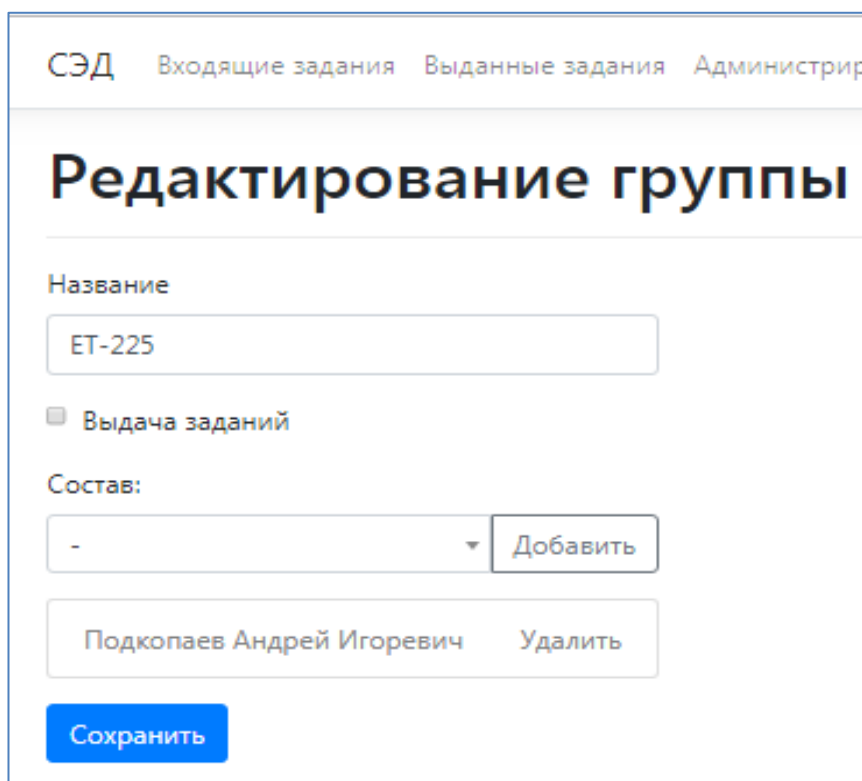 СЭД Входящие задания Выданные задания Администрир
Редактирование группы
Название
ЕТ-225
Выдача заданий
Состав:
- Добавить
Подкопаев Андрей Игоревич Удалить
Сохранить